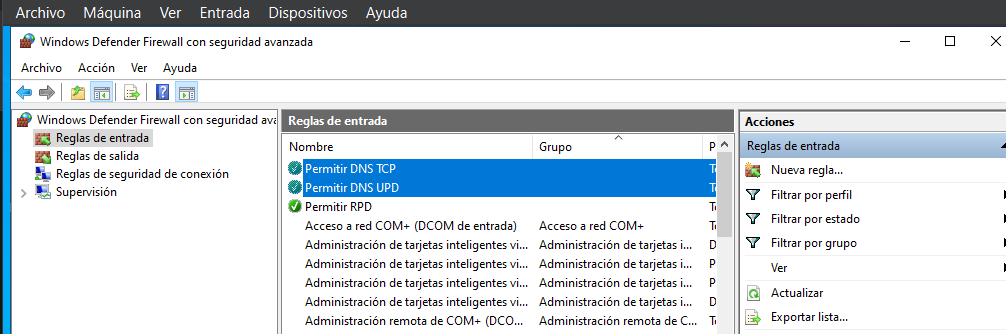 Archivo Máquina Ver Entrada Dispositivos Ayuda
Windows Defender Firewall con seguridad avanzada
Archivo Acción Ver Ayuda
Windows Defender Firewall con seguridad ava
Reglas de entrada
Reglas de salida
Reglas de seguridad de conexión
Supervisión
Reglas de entrada
Nombre Grupo P
Permitir DNS TCP
Permitir DNS UPD
Permitir RPD
Acceso a red COM+ (DCOM de entrada) Acceso a red COM+
Administración de tarjetas inteligentes vi... Administración de tarjetas i... D
Administración de tarjetas inteligentes vi... Administración de tarjetas i... P
Administración de tarjetas inteligentes vi... Administración de tarjetas i... P
Administración de tarjetas inteligentes vi... Administración de tarjetas i... D
Administración remota de COM+ (DCO... Administración remota de C...
Acciones
Reglas de entrada
Nueva regla...
Filtrar por perfil
Filtrar por estado
Filtrar por grupo
Ver
Actualizar
Exportar lista...